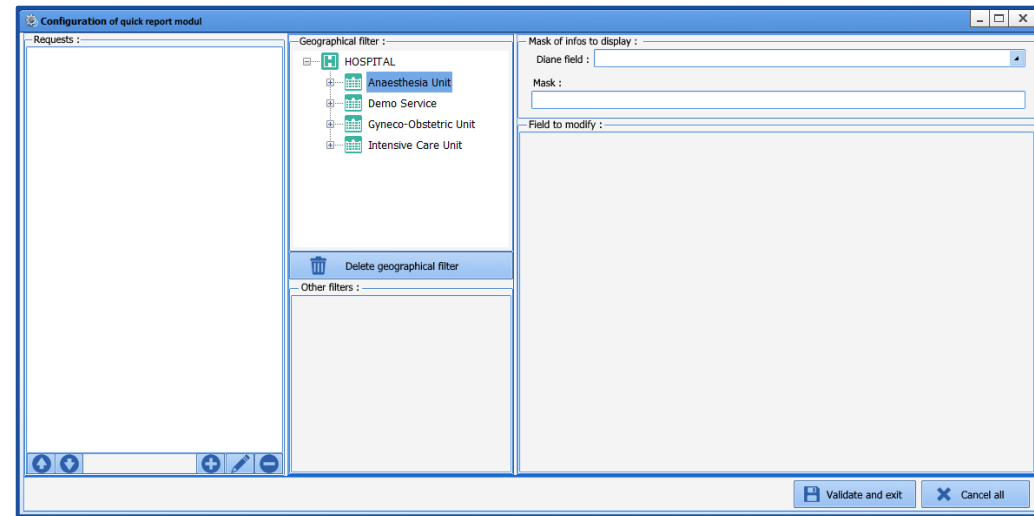 Configuration of quick report modul
Requests :
Geographical filter :
HOSPITAL
Anaesthesia Unit
Demo Service
Gyneco-Obstetric Unit
Intensive Care Unit
Delete geographical filter
Other filters :
Mask of infos to display :
Diane field :
Mask :
Field to modify :
Validate and exit
Cancel all